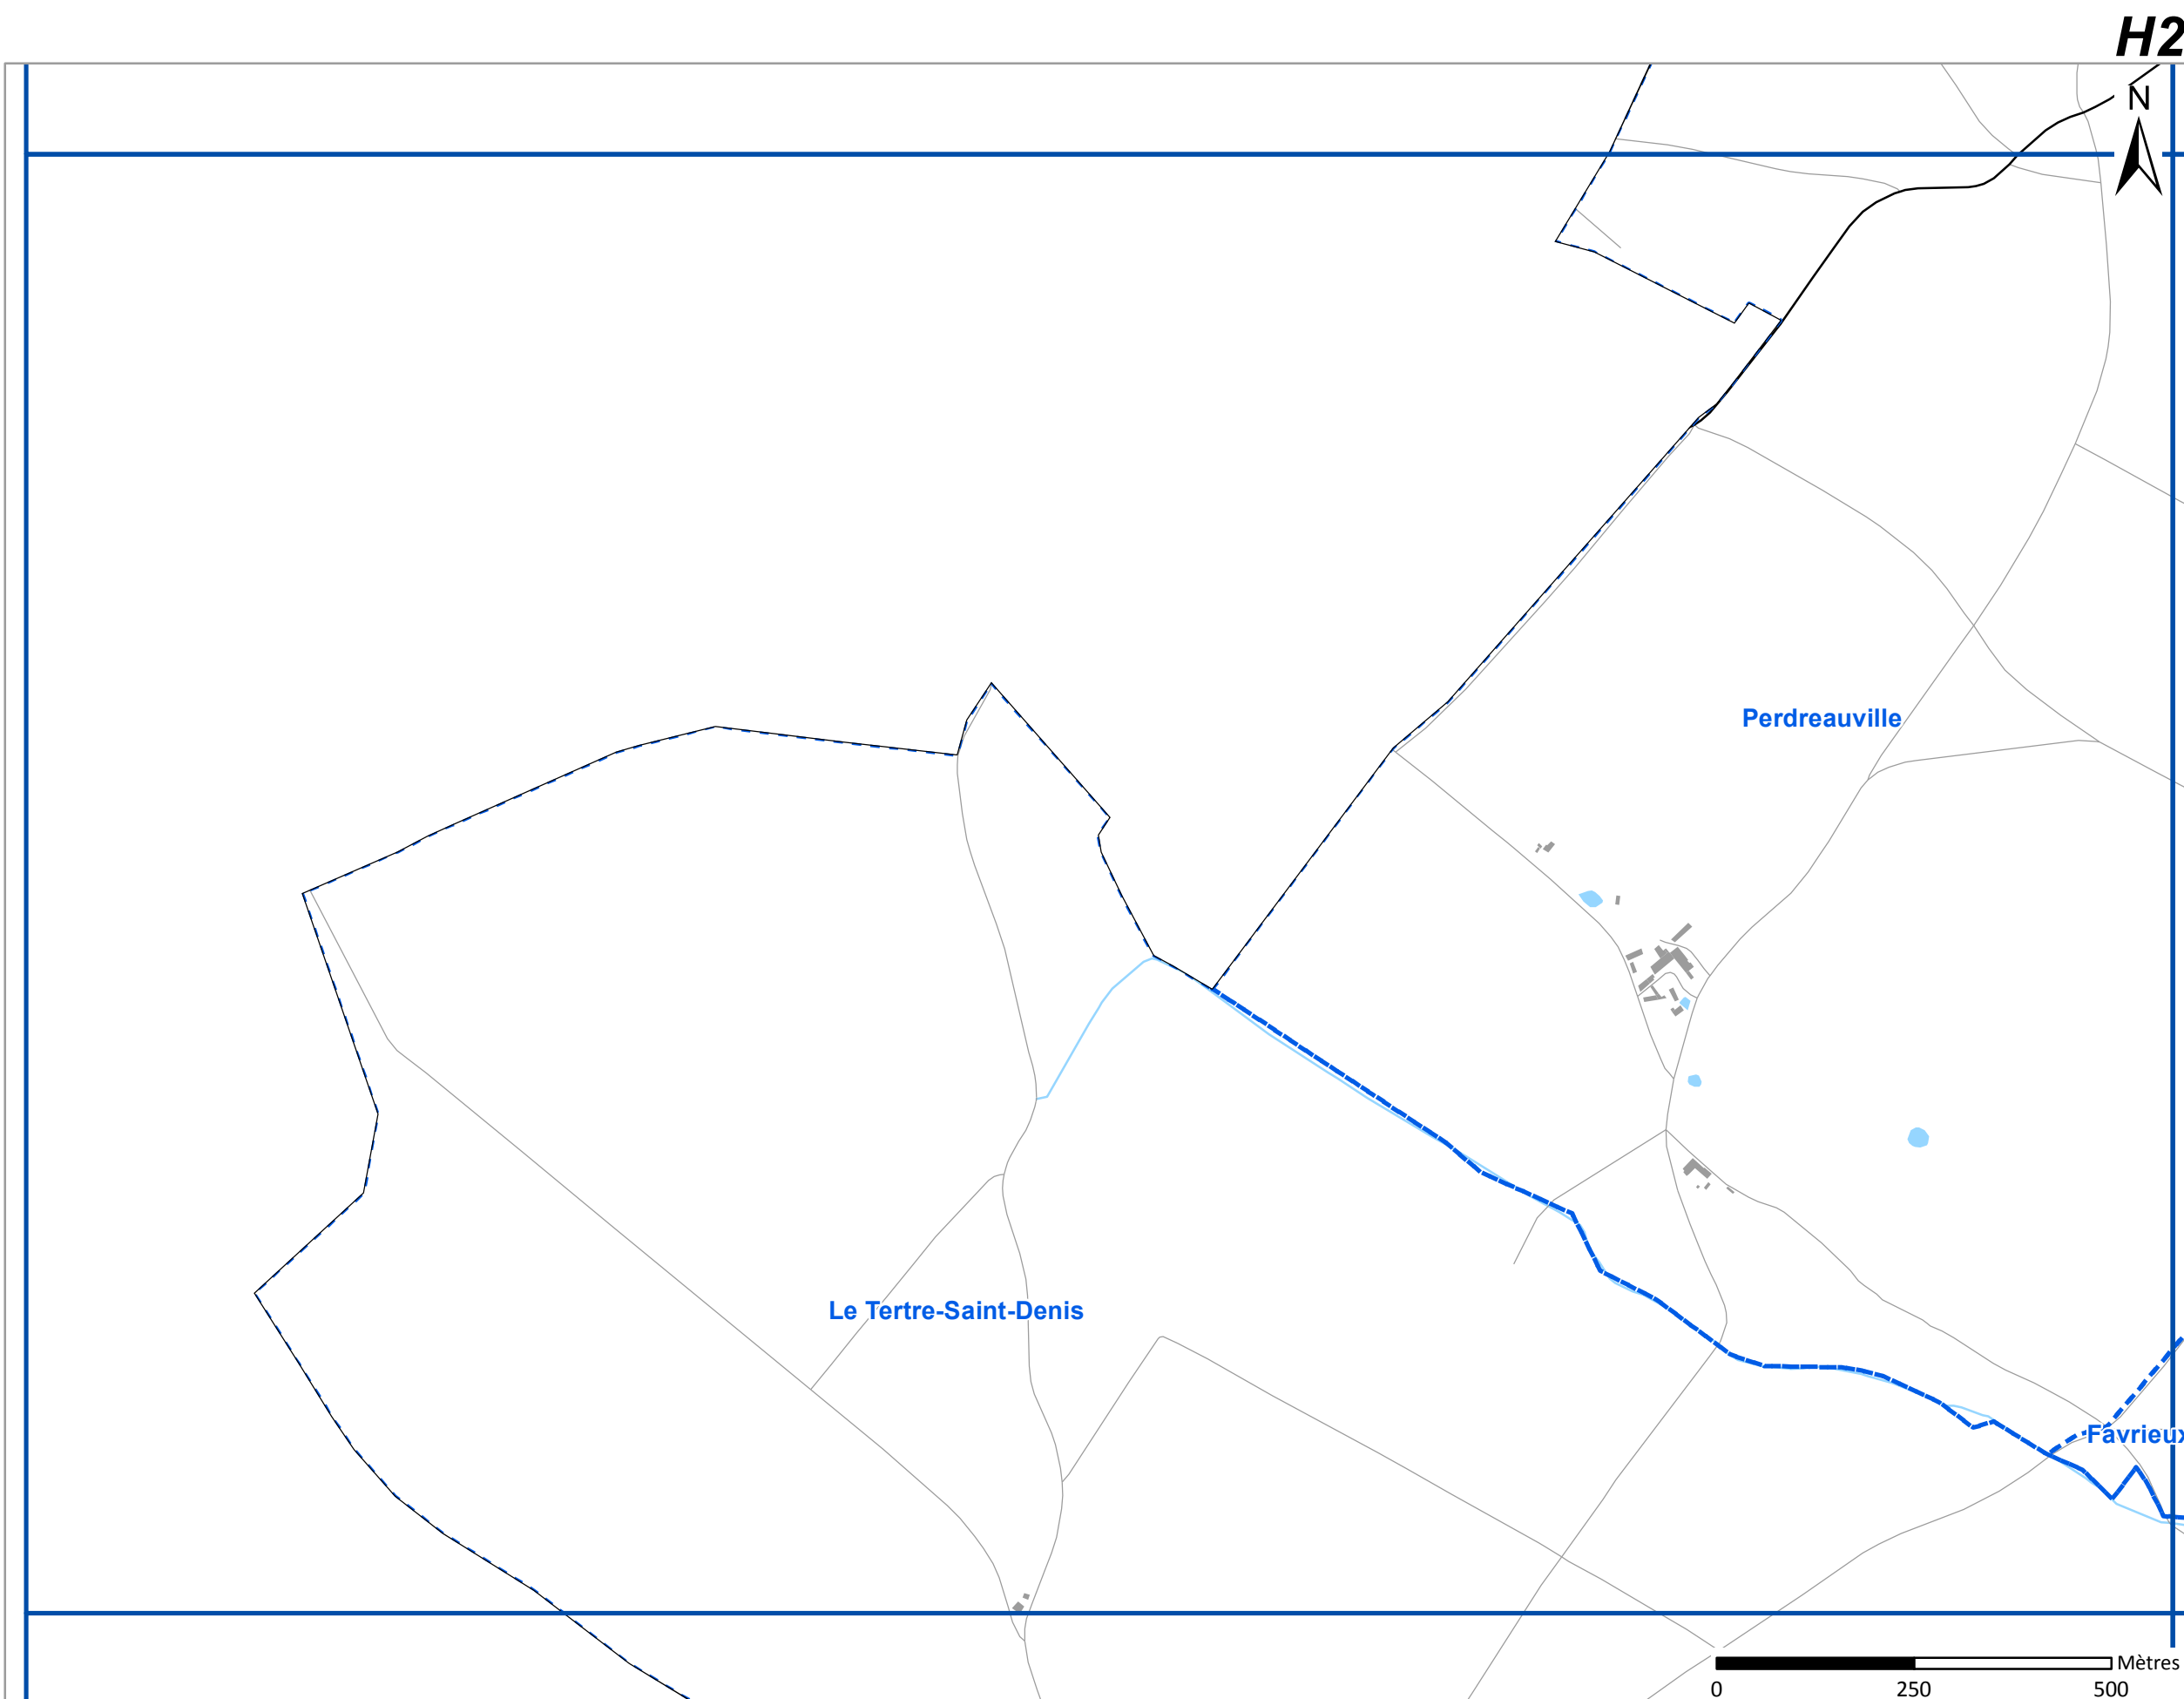 H2
N
Perdreauville
Le Tertre-Saint-Denis
Favrieux
Mètres
0 250 500